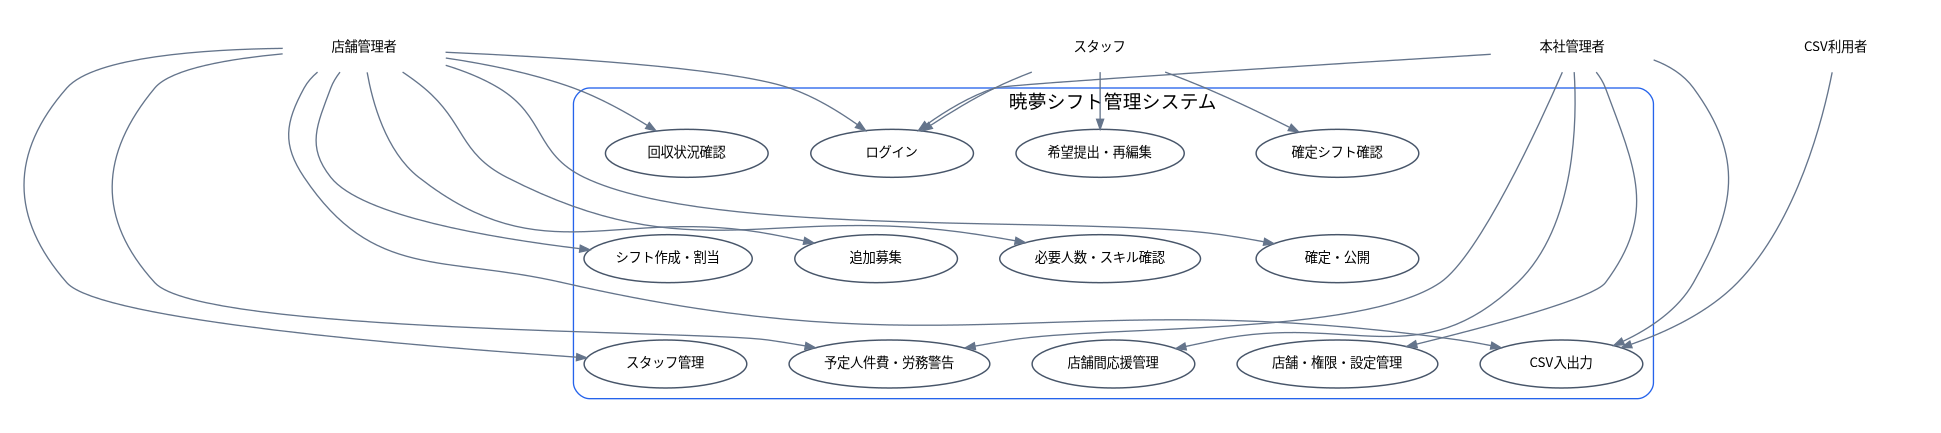 店舗管理者
スタッフ
本社管理者
CSV利用者
暁夢シフト管理システム
回収状況確認
ログイン
希望提出・再編集
確定シフト確認
シフト作成・割当
追加募集
必要人数・スキル確認
確定・公開
スタッフ管理
予定人件費・労務警告
店舗間応援管理
店舗・権限・設定管理
CSV入出力